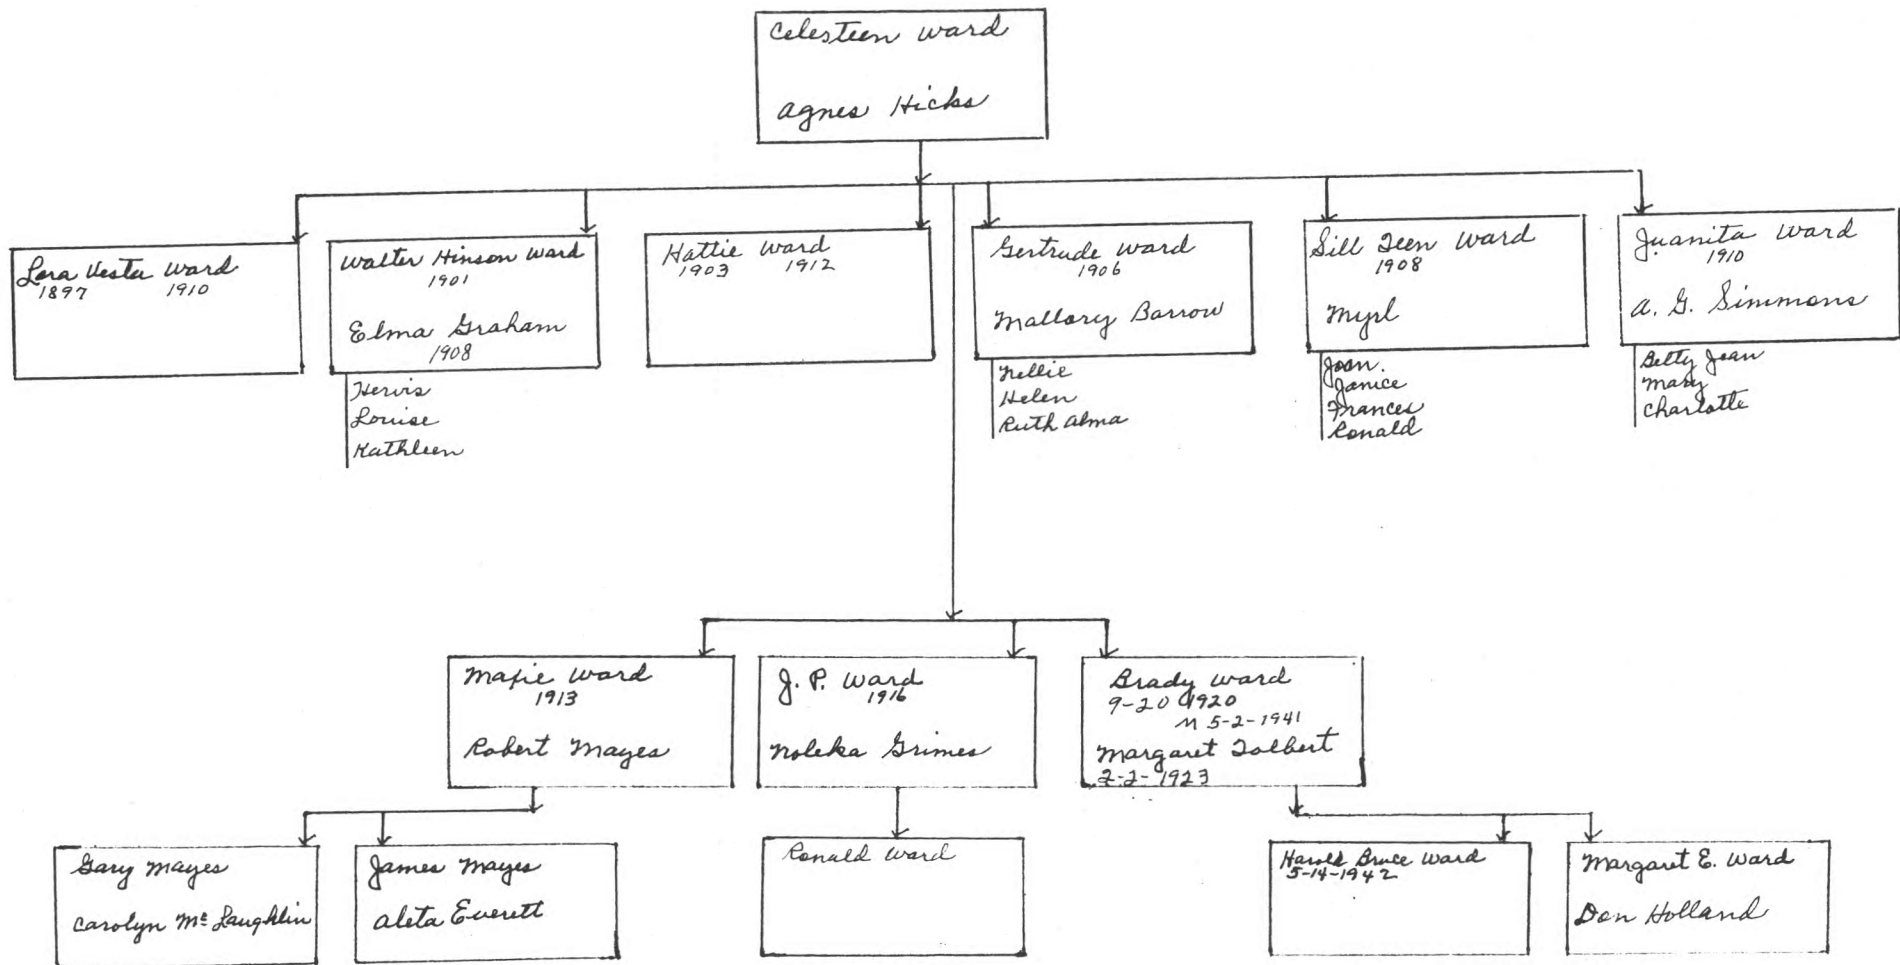 Celesteen Ward
Agnes Hicks
Lora Vesta Ward
1897 1910
Walter Hinson Ward
1901
Elma Graham
1908
Hervis
Louise
Kathleen
Hattie Ward
1903 1912
Gertrude Ward
1906
Mallory Barrow
Nellie
Helen
Ruth Alma
Sill Teen Ward
1908
Myrl
Joan.
Janice
Frances
Ronald
Juanita Ward
1910
A. G. Simmons
Betty Jean
Mary
Charlotte
Maxie Ward
1913
Robert Mayes
J. P. Ward
1916
Noleka Grimes
Brady Ward
9-20 1920
M 5-2-1941
Margaret Tolbert
2-2-1923
Gary Mayes
Carolyn Mc Laughlin
James Mayes
Aleta Everett
Ronald Ward
Harold Bruce Ward
5-14-1942
Margaret E. Ward
Don Holland